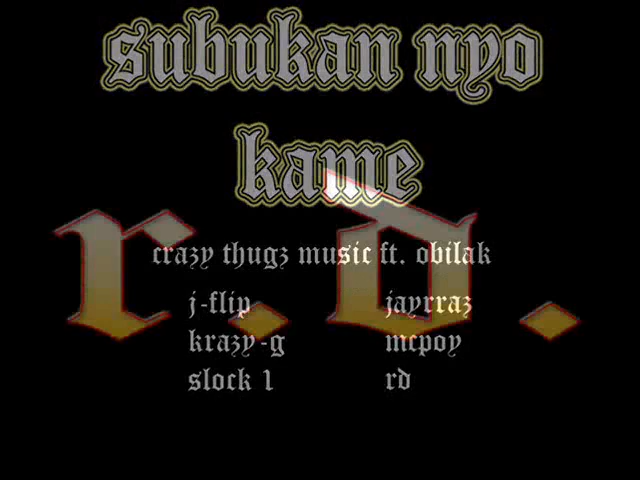 subukan nyo
kame
r.d.
crazy thugz music ft. obilak
j-flip jayrraz
krazy-g mcpoy
slock 1 rd